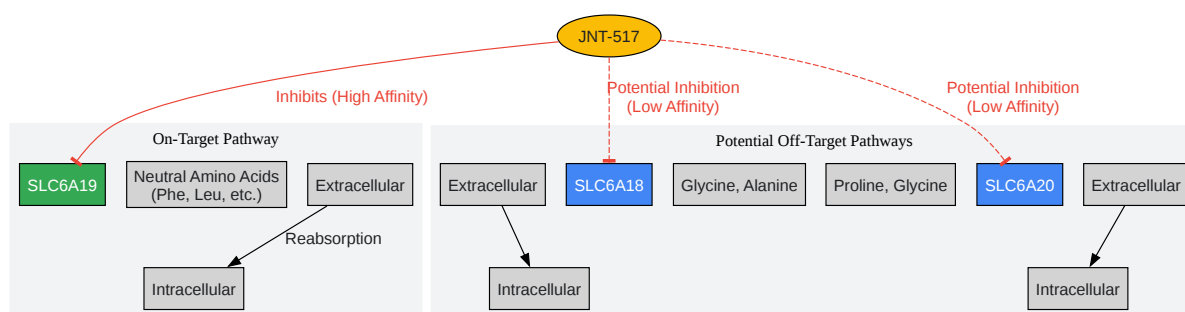 JNT-517
Inhibits (High Affinity)
Potential Inhibition
(Low Affinity)
Potential Inhibition
(Low Affinity)
On-Target Pathway
SLC6A19
Neutral Amino Acids
(Phe, Leu, etc.)
Extracellular
Reabsorption
Intracellular
Potential Off-Target Pathways
Extracellular
SLC6A18
Glycine, Alanine
Proline, Glycine
SLC6A20
Extracellular
Intracellular
Intracellular